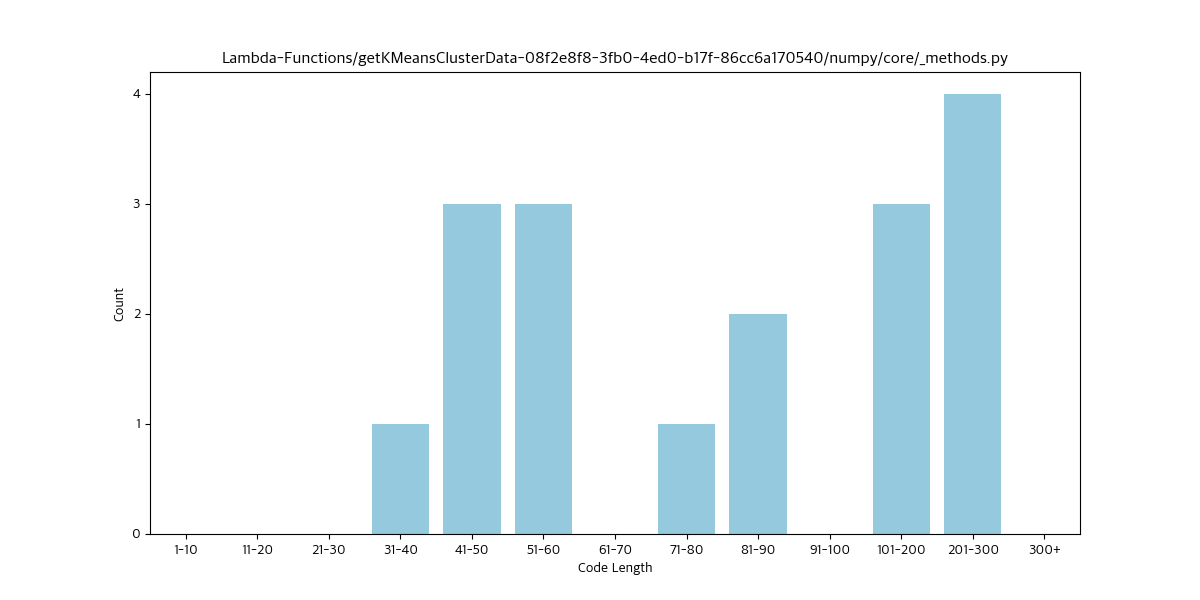 Lambda-Functions/getKMeansClusterData-08f2e8f8-3fb0-4ed0-b17f-86cc6a170540/numpy/core/_methods.py
4
3
2
1
0
Count
1-10 11-20 21-30 31-40 41-50 51-60 61-70 71-80 81-90 91-100 101-200 201-300 300+
Code Length